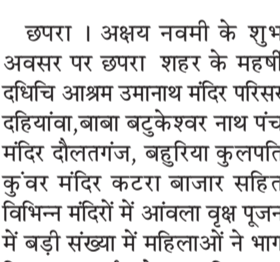 छपरा । अक्षय नवमी के शुभ
अवसर पर छपरा शहर के महर्षी
दधिचि आश्रम उमानाथ मंदिर परिसर
दहियांवा,बाबा बटुकेश्वर नाथ पंच
मंदिर दौलतगंज, बहुरिया कुलपति
कुंवर मंदिर कटरा बाजार सहित
विभिन्न मंदिरों में आंवला वृक्ष पूजन
में बड़ी संख्या में महिलाओं ने भाग